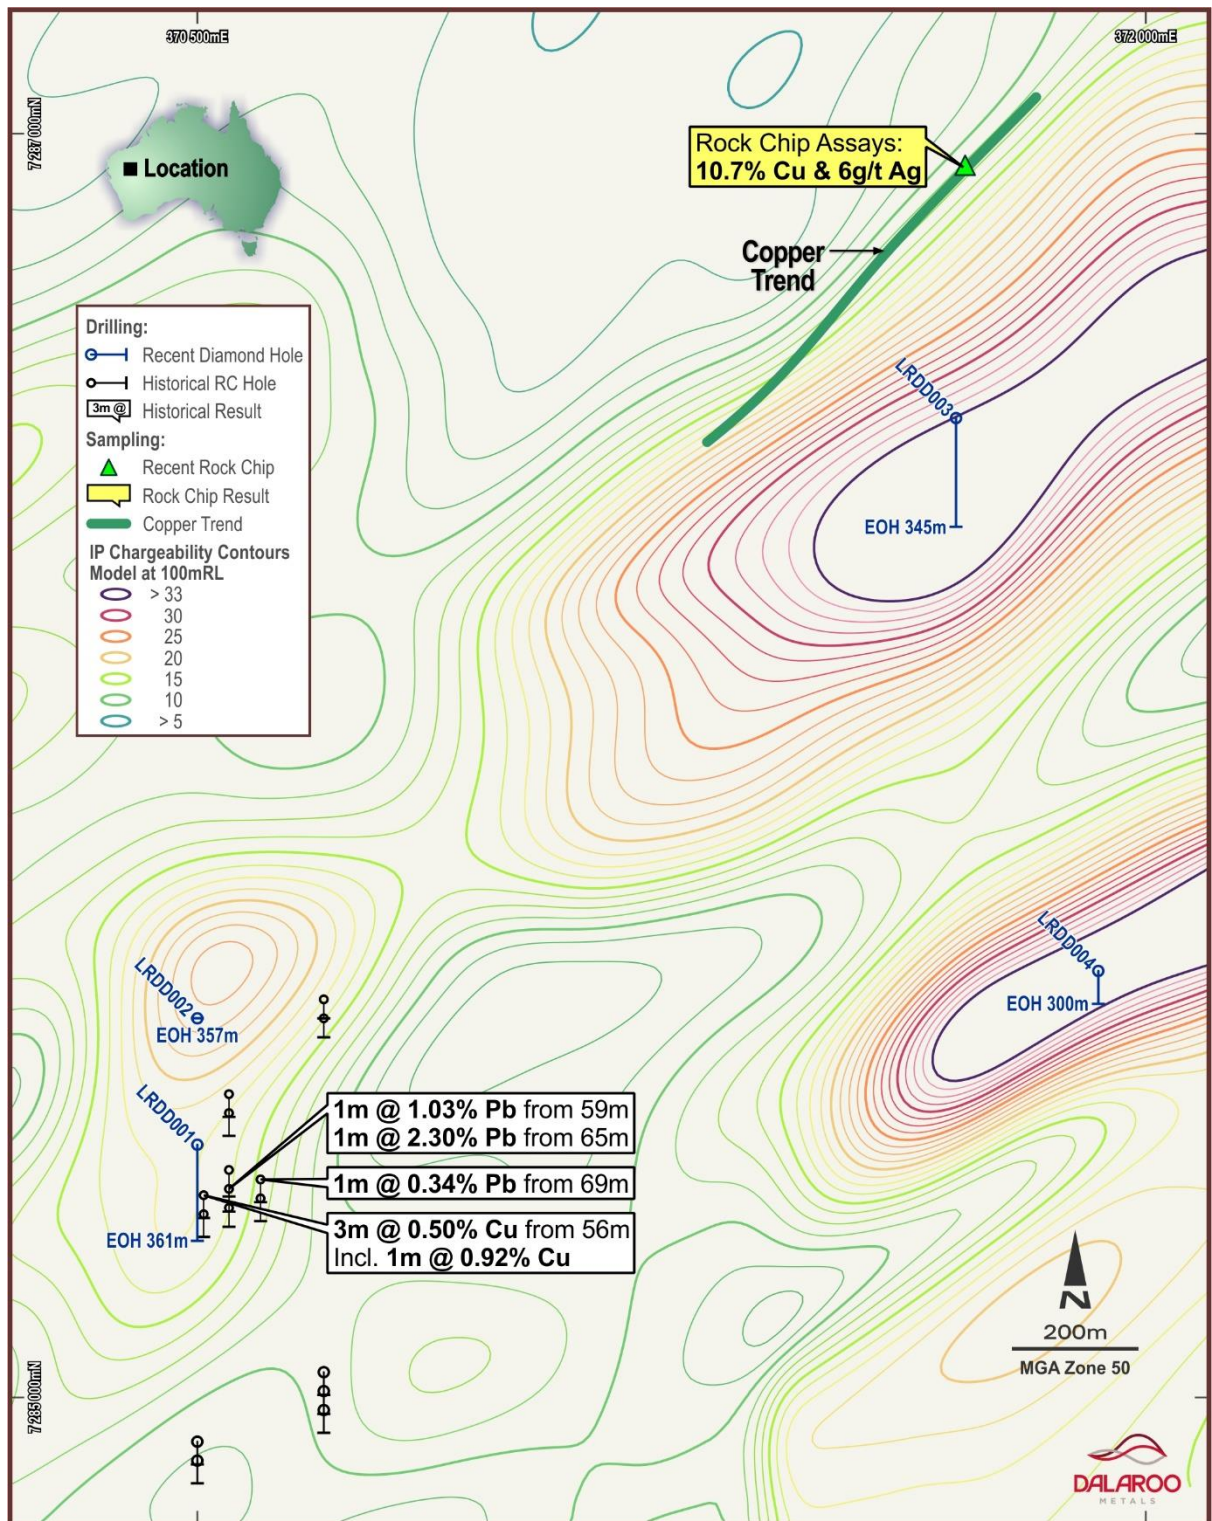 370 500mE
372 000mE
7 287 000mN
Location
Rock Chip Assays:
10.7% Cu & 6g/t Ag
Copper
Trend
Drilling:
Recent Diamond Hole
Historical RC Hole
3m @
Historical Result
Sampling:
Recent Rock Chip
Rock Chip Result
Copper Trend
IP Chargeability Contours
Model at 100mRL
> 33
30
25
20
15
10
> 5
LRDD003
EOH 345m
LRDD004
EOH 300m
LRDD002
EOH 357m
LRDD001
EOH 361m
1m @ 1.03% Pb from 59m
1m @ 2.30% Pb from 65m
1m @ 0.34% Pb from 69m
3m @ 0.50% Cu from 56m
Incl. 1m @ 0.92% Cu
N
200m
MGA Zone 50
7 285 000mN
DALAROO
METALS